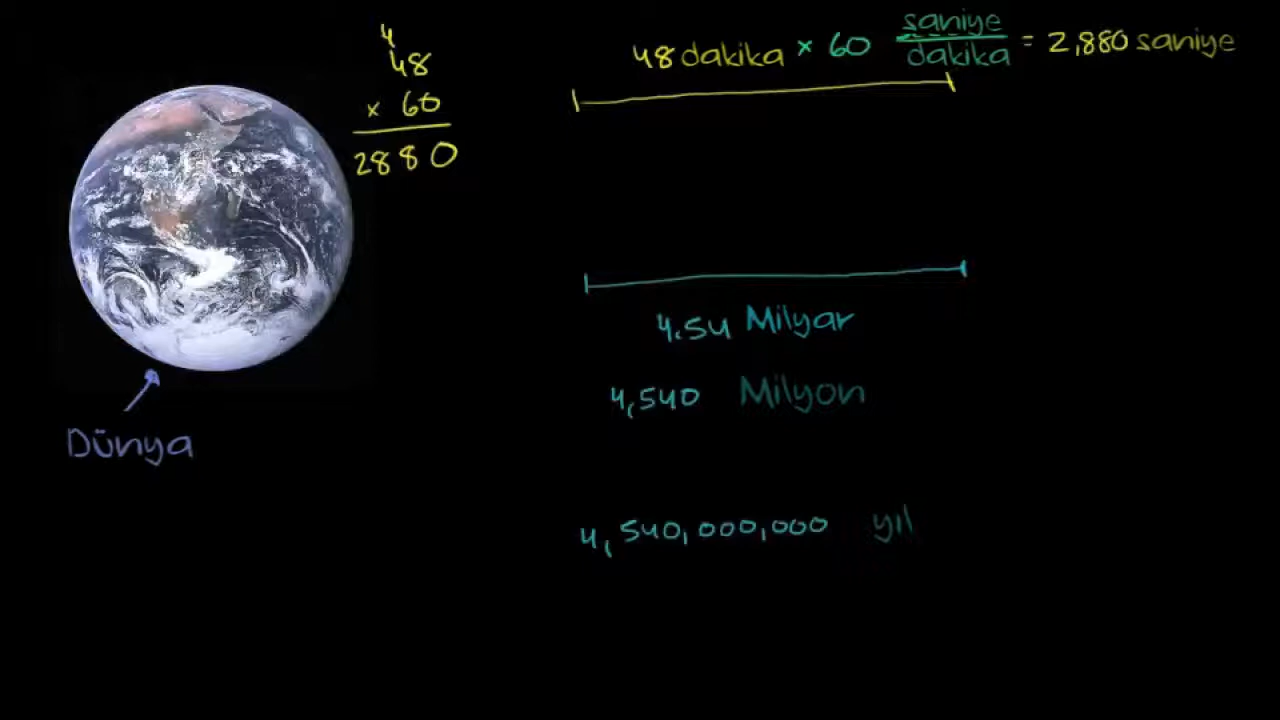 4
48
x 60
2880
48 dakika x 60 saniye/dakika = 2,880 saniye
4.54 Milyar
4,540 Milyon
4,540,000,000 yıl
Dünya